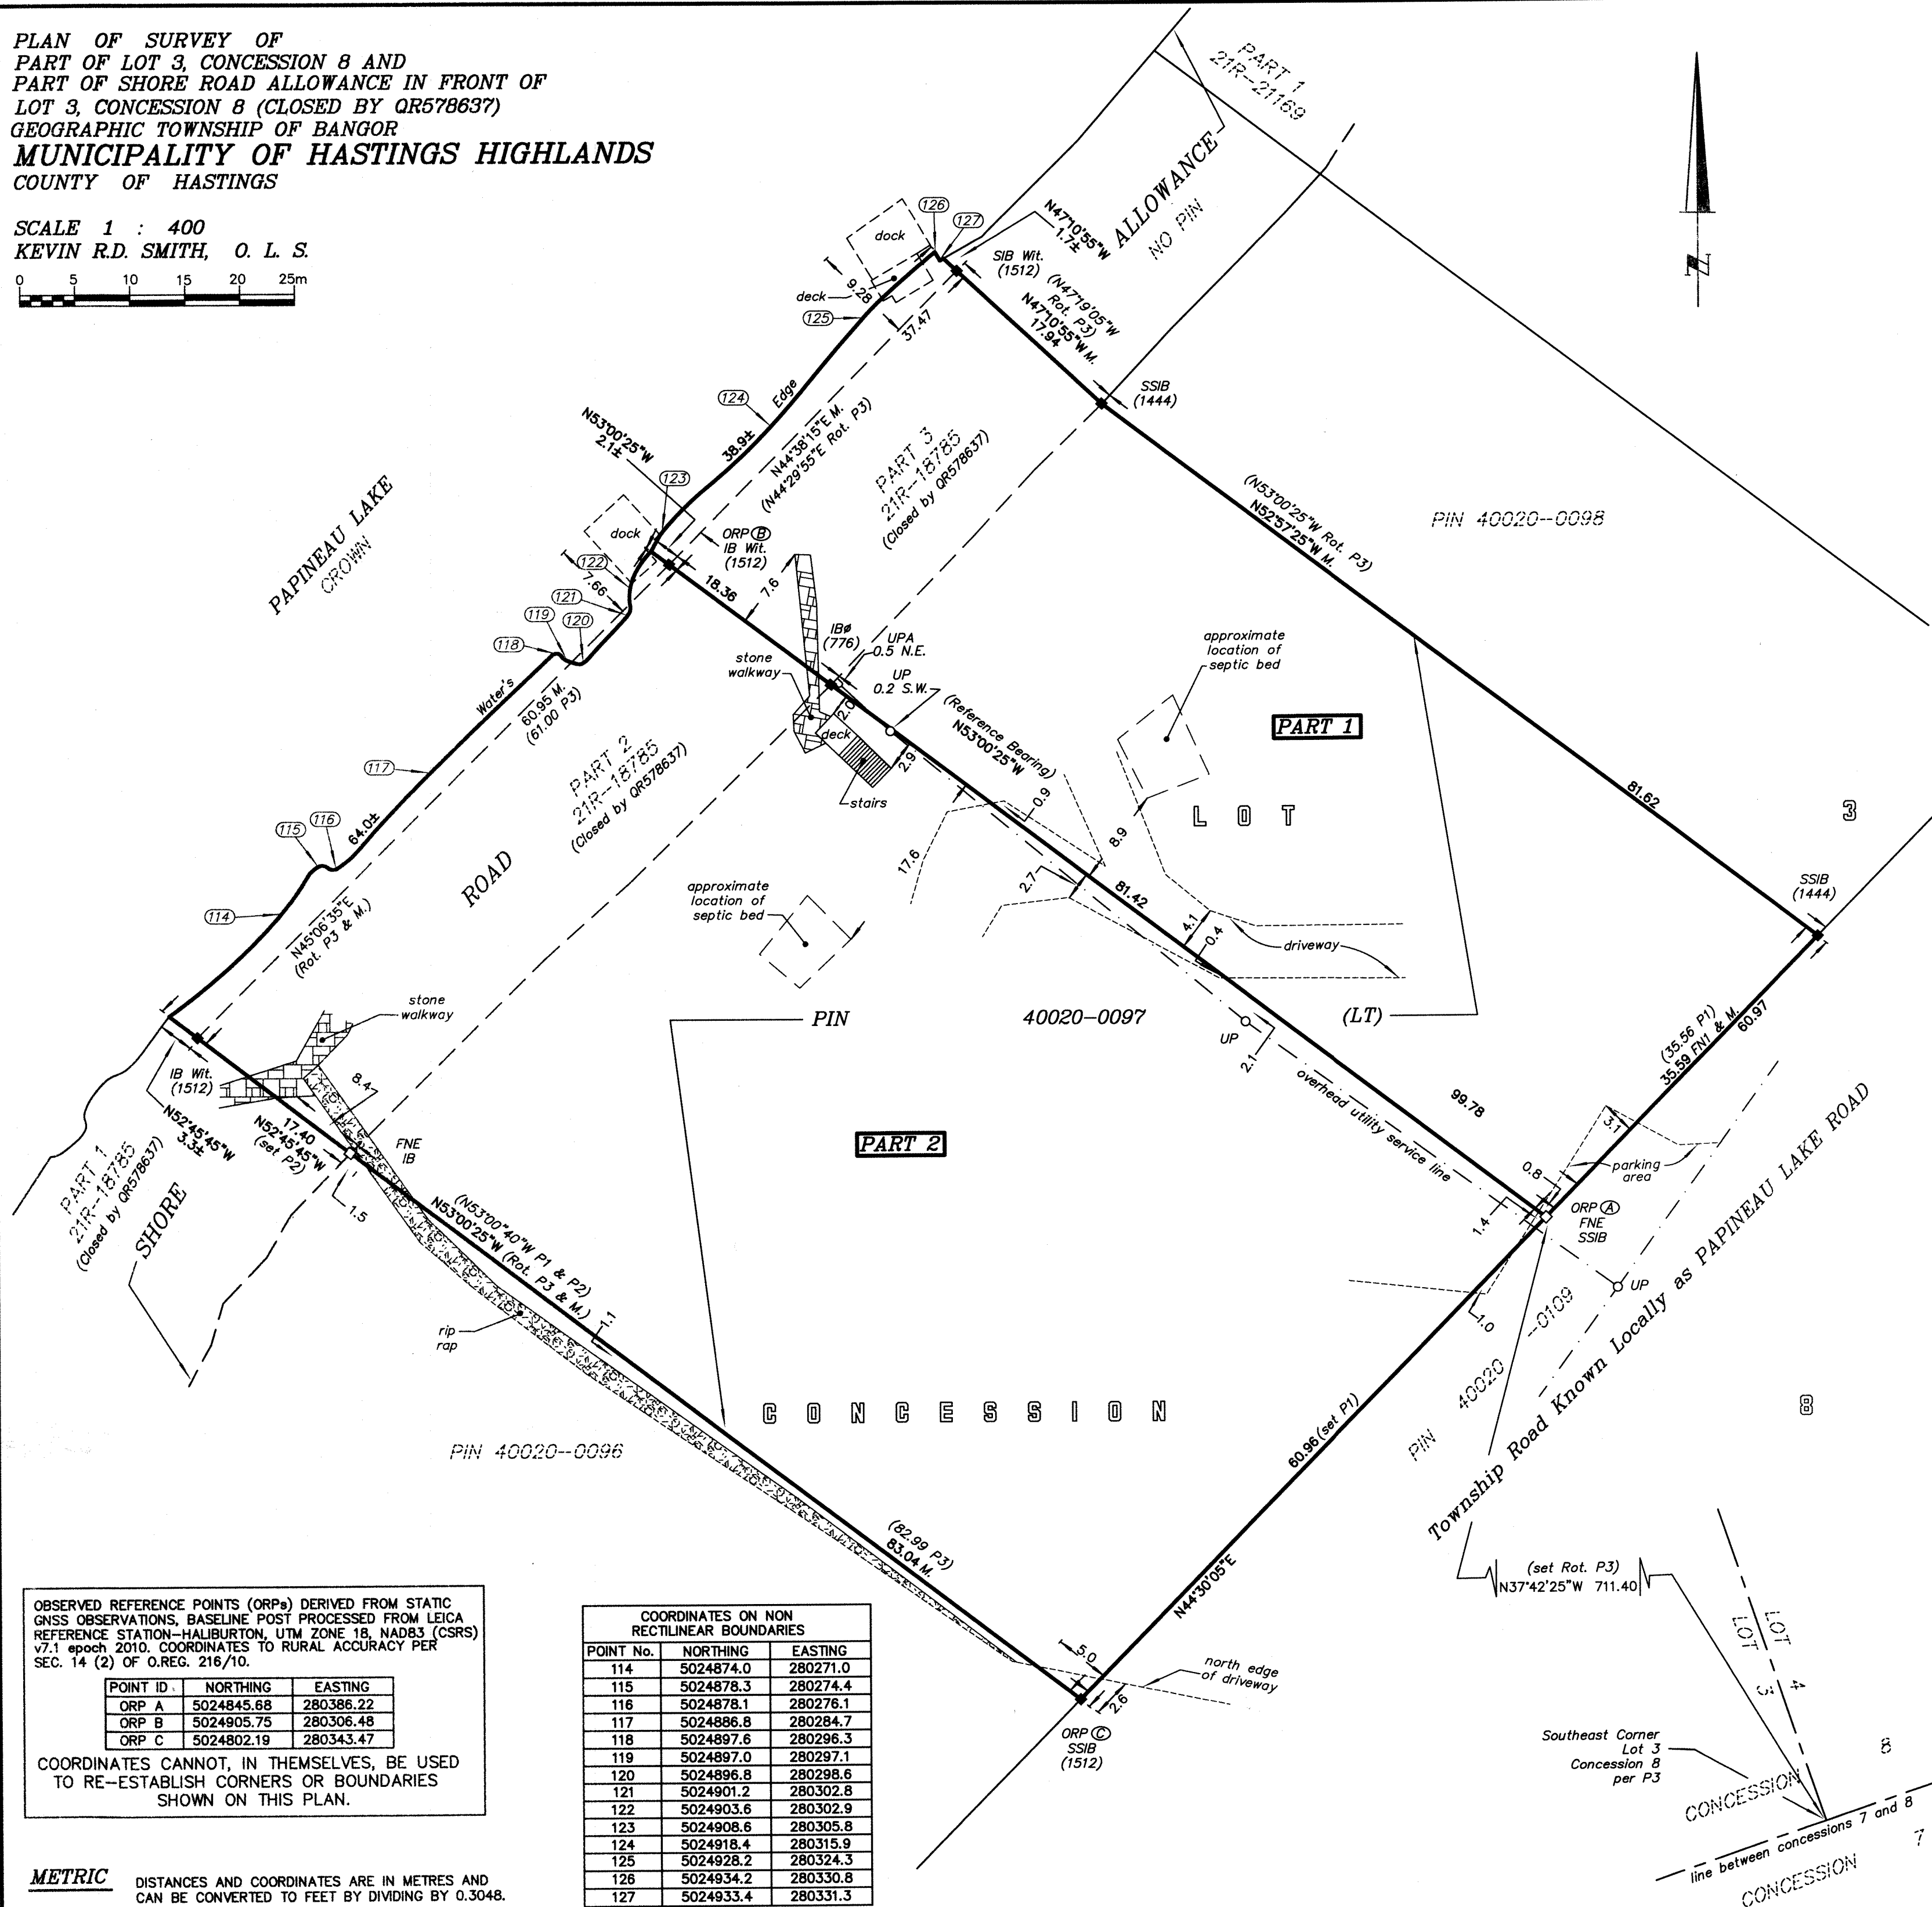 PLAN OF SURVEY OF
PART OF LOT 3, CONCESSION 8 AND
PART OF SHORE ROAD ALLOWANCE IN FRONT OF
LOT 3, CONCESSION 8 (CLOSED BY QR578637)
GEOGRAPHIC TOWNSHIP OF BANGOR
MUNICIPALITY OF HASTINGS HIGHLANDS
COUNTY OF HASTINGS
SCALE 1 : 400
KEVIN R.D. SMITH, O. L. S.
0 5 10 15 20 25m
PART 1
21R-21169
ALLOWANCE
NO PIN
N
126
127
N47°10'55"W
1.7±
dock
SIB Wit.
(1512)
9.28
deck
125
37.47
(N47°19'05"W
Rot. P3)
N47°10'55"W M.
17.94
SSIB
(1444)
124
Edge
38.9±
N44°38'15"E M.
(N44°29'55"E Rot. P3)
PART 3
21R-18785
(Closed by QR578637)
N53°00'25"W
2.1±
123
dock
ORP B
IB Wit.
(1512)
122
7.66
121
119
120
118
18.36
7.6
PAPINEAU LAKE
CROWN
(N53°00'25"W Rot. P3)
N52°57'25"W M.
PIN 40020-0098
IBø
(776)
UPA
0.5 N.E.
UP
0.2 S.W.
stone
walkway
2.0
deck
2.9
stairs
(Reference Bearing)
N53°00'25"W
approximate
location of
septic bed
PART 1
Water's
60.95 M.
(61.00 P3)
PART 2
21R-18785
(Closed by QR578637)
117
0.9
8.9
17.6
2.7
81.42
L O T
81.62
3
115
116
64.0±
ROAD
approximate
location of
septic bed
4.1
0.4
driveway
SSIB
(1444)
114
N45°06'35"E
(Rot. P3 & M.)
stone
walkway
PIN 40020-0097 (LT)
UP
2.1
overhead utility service line
99.78
(35.56 P1)
35.59 FN1 & M.
60.97
IB Wit.
(1512)
N52°45'45"W
3.3±
17.40
N52°45'45"W
(set P2)
8.47
FNE
IB
1.5
PART 1
21R-18785
(Closed by QR578637)
SHORE
PART 2
3.1
0.8
parking
area
1.4
ORP A
FNE
SSIB
UP
1.0
PIN 40020-0109
Township Road Known Locally as PAPINEAU LAKE ROAD
(N53°00'40"W P1 & P2)
N53°00'25"W (Rot. P3 & M.)
1.1
rip
rap
C O N C E S S I O N
8
PIN 40020-0096
60.96 (set P1)
(82.99 P3)
83.04 M.
N44°30'05"E
5.0
2.6
north edge
of driveway
ORP C
SSIB
(1512)
(set Rot. P3)
N37°42'25"W 711.40
LOT 4
LOT 3
Southeast Corner
Lot 3
Concession 8
per P3
CONCESSION 8
line between concessions 7 and 8
CONCESSION 7
OBSERVED REFERENCE POINTS (ORPs) DERIVED FROM STATIC
GNSS OBSERVATIONS, BASELINE POST PROCESSED FROM LEICA
REFERENCE STATION-HALIBURTON, UTM ZONE 18, NAD83 (CSRS)
v7.1 epoch 2010. COORDINATES TO RURAL ACCURACY PER
SEC. 14 (2) OF O.REG. 216/10.
POINT ID NORTHING EASTING
ORP A 5024845.68 280386.22
ORP B 5024905.75 280306.48
ORP C 5024802.19 280343.47
COORDINATES CANNOT, IN THEMSELVES, BE USED
TO RE-ESTABLISH CORNERS OR BOUNDARIES
SHOWN ON THIS PLAN.
METRIC DISTANCES AND COORDINATES ARE IN METRES AND
CAN BE CONVERTED TO FEET BY DIVIDING BY 0.3048.
COORDINATES ON NON
RECTILINEAR BOUNDARIES
POINT No. NORTHING EASTING
114 5024874.0 280271.0
115 5024878.3 280274.4
116 5024878.1 280276.1
117 5024886.8 280284.7
118 5024897.6 280296.3
119 5024897.0 280297.1
120 5024896.8 280298.6
121 5024901.2 280302.8
122 5024903.6 280302.9
123 5024908.6 280305.8
124 5024918.4 280315.9
125 5024928.2 280324.3
126 5024934.2 280330.8
127 5024933.4 280331.3